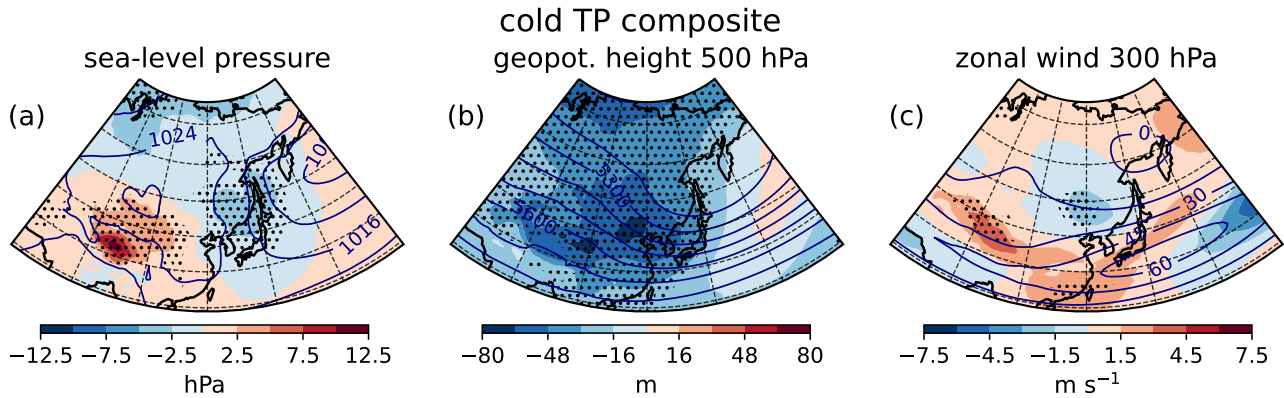 cold TP composite
sea-level pressure
geopot. height 500 hPa
zonal wind 300 hPa
(a)
(b)
(c)
1024
1016
5600
0
30
45
60
−12.5 −7.5 −2.5 2.5 7.5 12.5
hPa
−80 −48 −16 16 48 80
m
−7.5 −4.5 −1.5 1.5 4.5 7.5
m s⁻¹